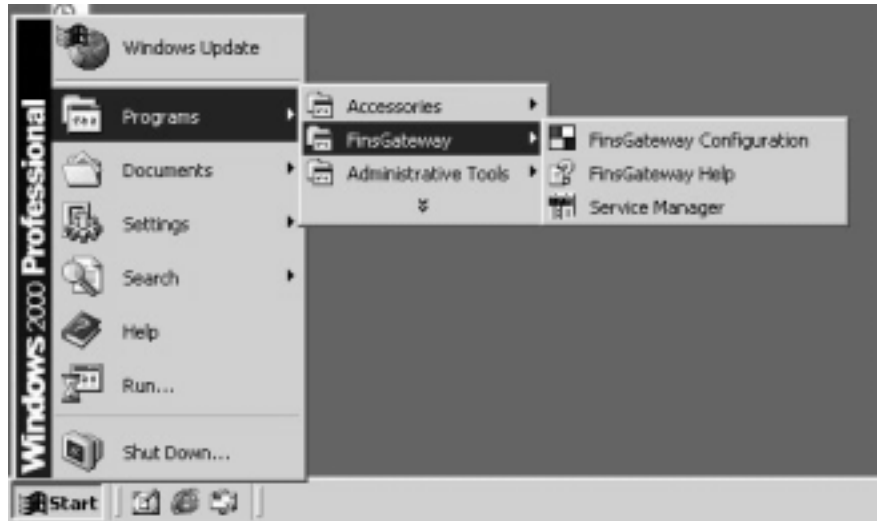 Windows 2000 Professional
Windows Update
Programs
Documents
Settings
Search
Help
Run...
Shut Down...
Accessories
FinsGateway
Administrative Tools
FinsGateway Configuration
FinsGateway Help
Service Manager
Start